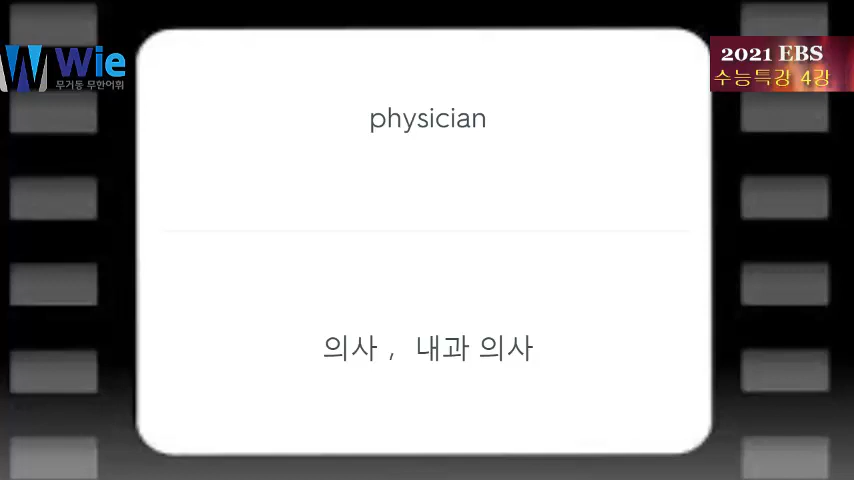 Wie
무거동 무한어휘
2021 EBS
수능특강 4강
physician
의사 , 내과 의사